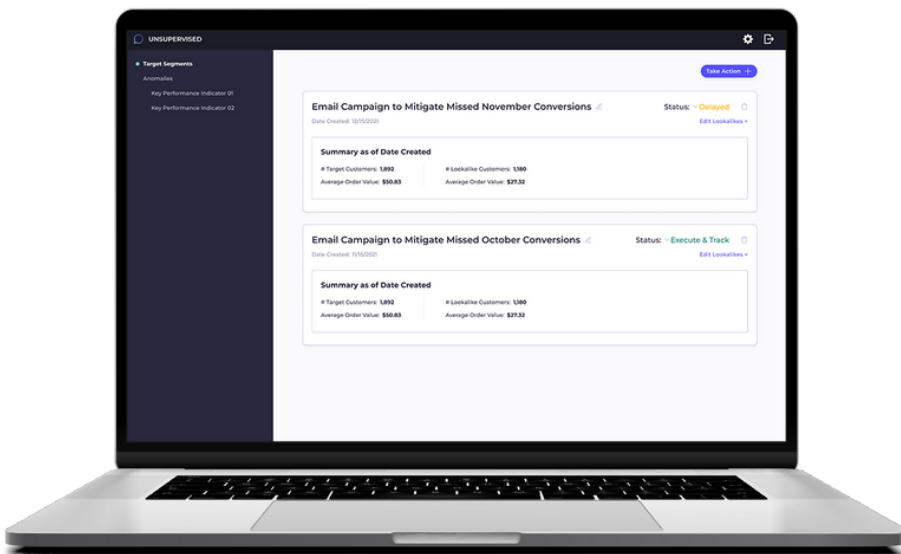 UNSUPERVISED
Target Segments
Anomalies
Key Performance Indicator 01
Key Performance Indicator 02
Take Action +
Email Campaign to Mitigate Missed November Conversions Status: Delayed
Date Created: 12/15/2021 Edit Lookalikes
Summary as of Date Created
# Target Customers: 1,892 # Lookalike Customers: 1,180
Average Order Value: $50.83 Average Order Value: $27.32
Email Campaign to Mitigate Missed October Conversions Status: Execute & Track
Date Created: 11/15/2021 Edit Lookalikes
Summary as of Date Created
# Target Customers: 1,892 # Lookalike Customers: 1,180
Average Order Value: $50.83 Average Order Value: $27.32